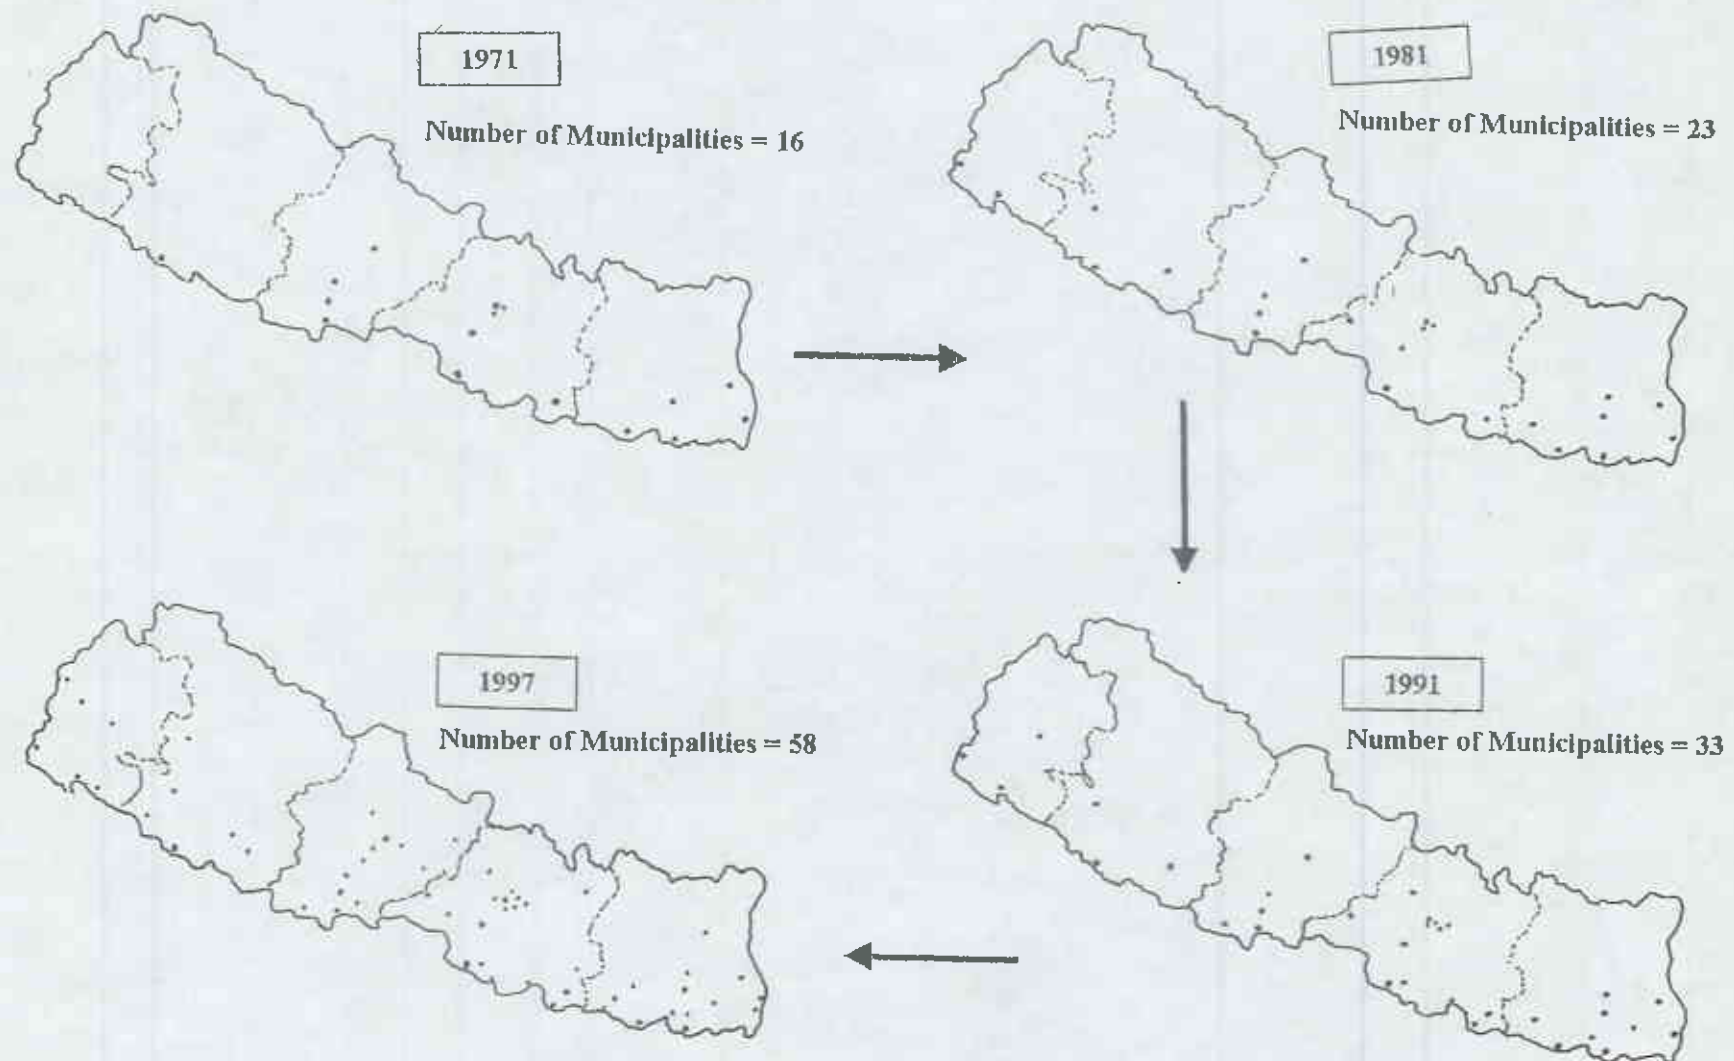 1971
Number of Municipalities = 16
1981
Number of Municipalities = 23
1997
Number of Municipalities = 58
1991
Number of Municipalities = 33